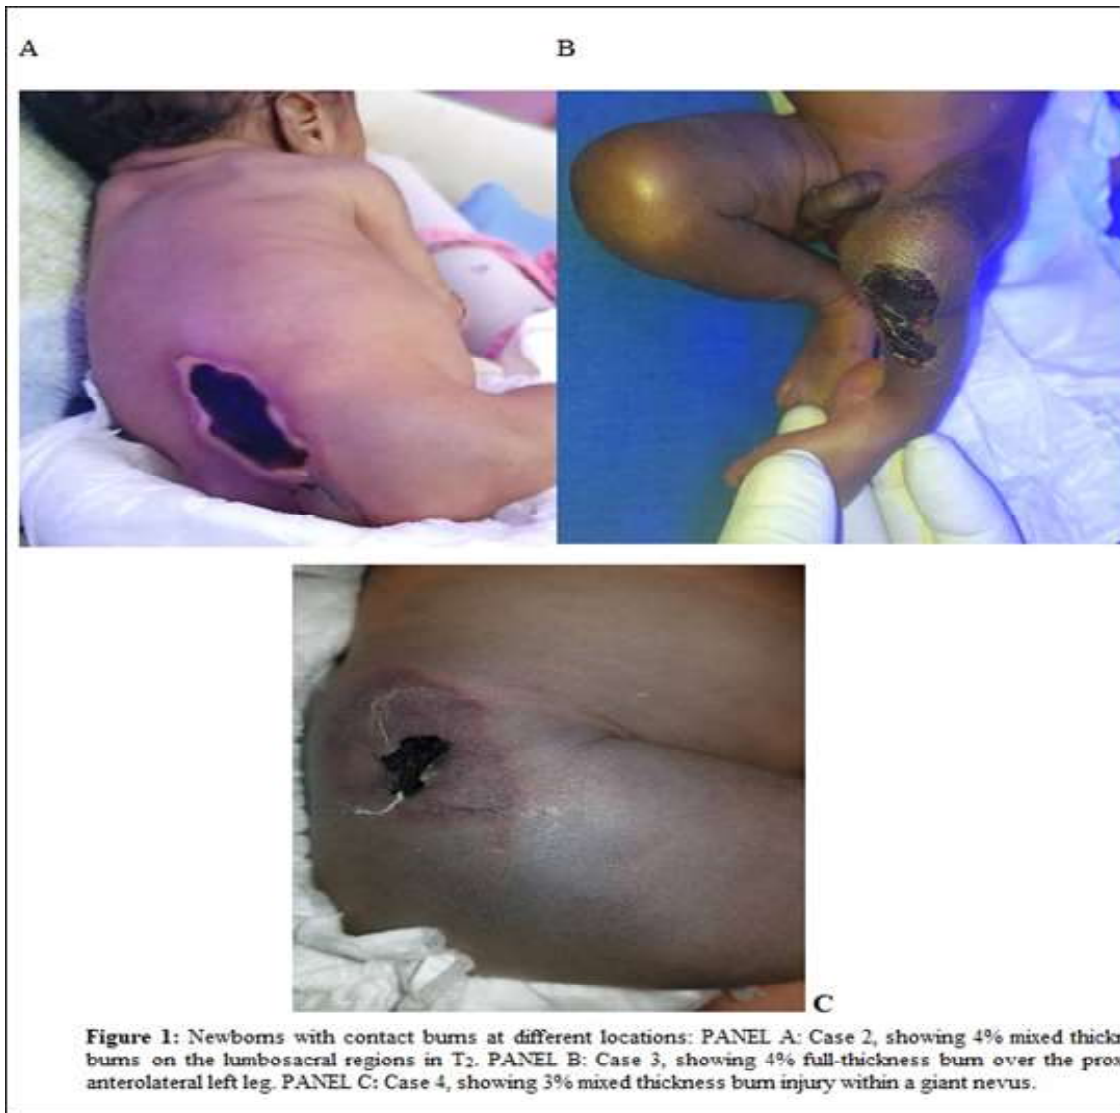 A
B
C
Figure 1: Newborns with contact burns at different locations: PANEL A: Case 2, showing 4% mixed
burns on the lumbosacral regions in T₂. PANEL B: Case 3, showing 4% full-thickness burn over the
anterolateral left leg. PANEL C: Case 4, showing 3% mixed thickness burn injury within a giant nevus.